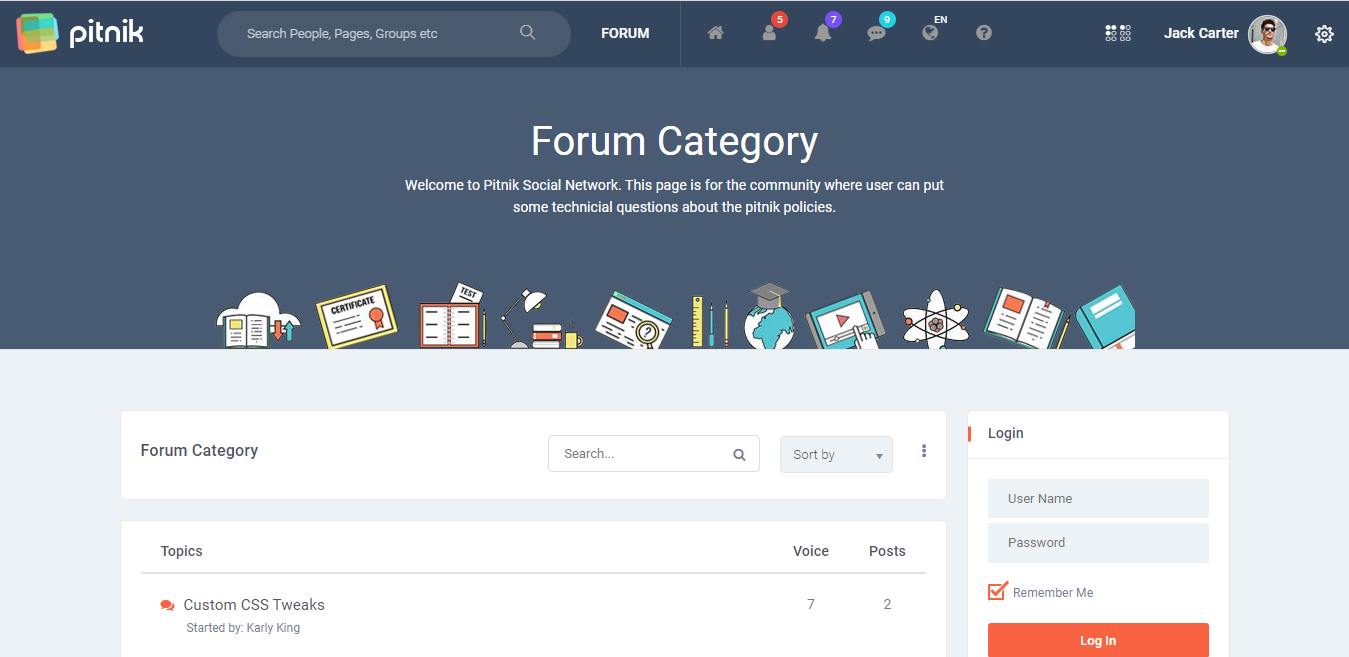 pitnik
Search People, Pages, Groups etc
FORUM
5
7
9
EN
Jack Carter
Forum Category
Welcome to Pitnik Social Network. This page is for the community where user can put
some technicial questions about the pitnik policies.
CERTIFICATE
TEST
Forum Category
Search...
Sort by
Login
User Name
Password
Remember Me
Log In
Topics
Voice
Posts
Custom CSS Tweaks
7
2
Started by: Karly King